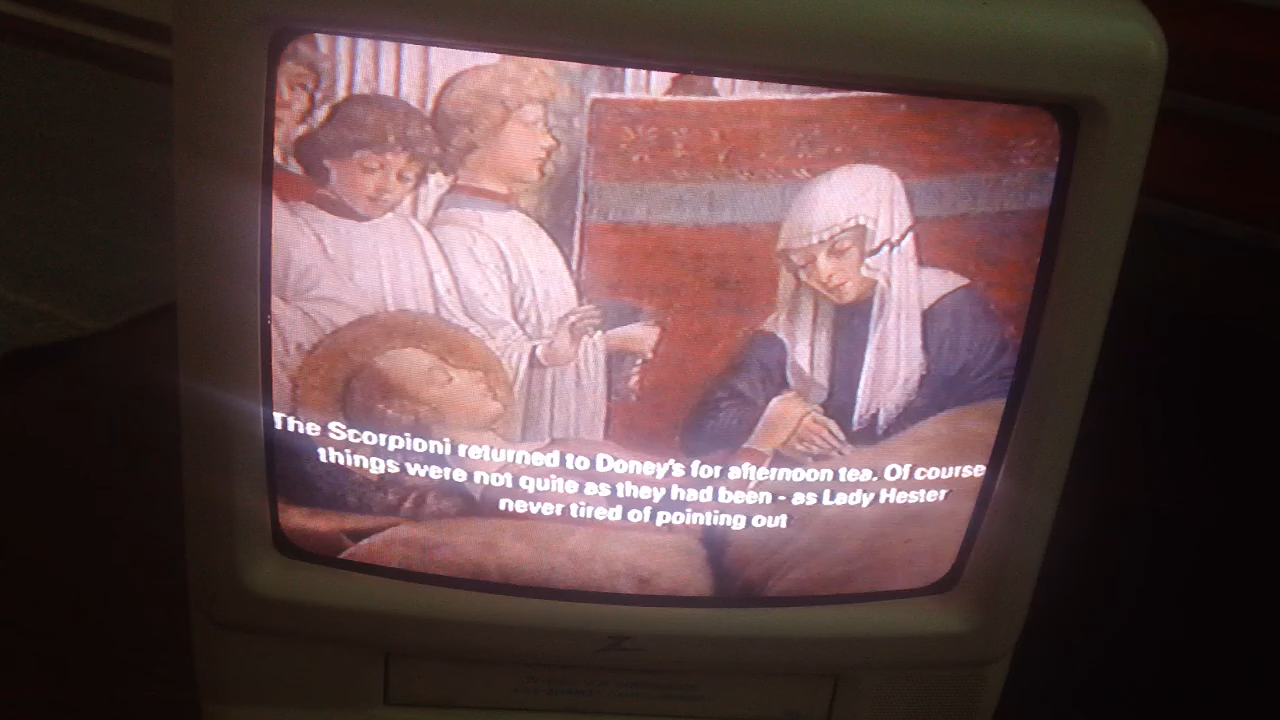 The Scorpioni returned to Doney's for afternoon tea. Of course
things were not quite as they had been - as Lady Hester
never tired of pointing out